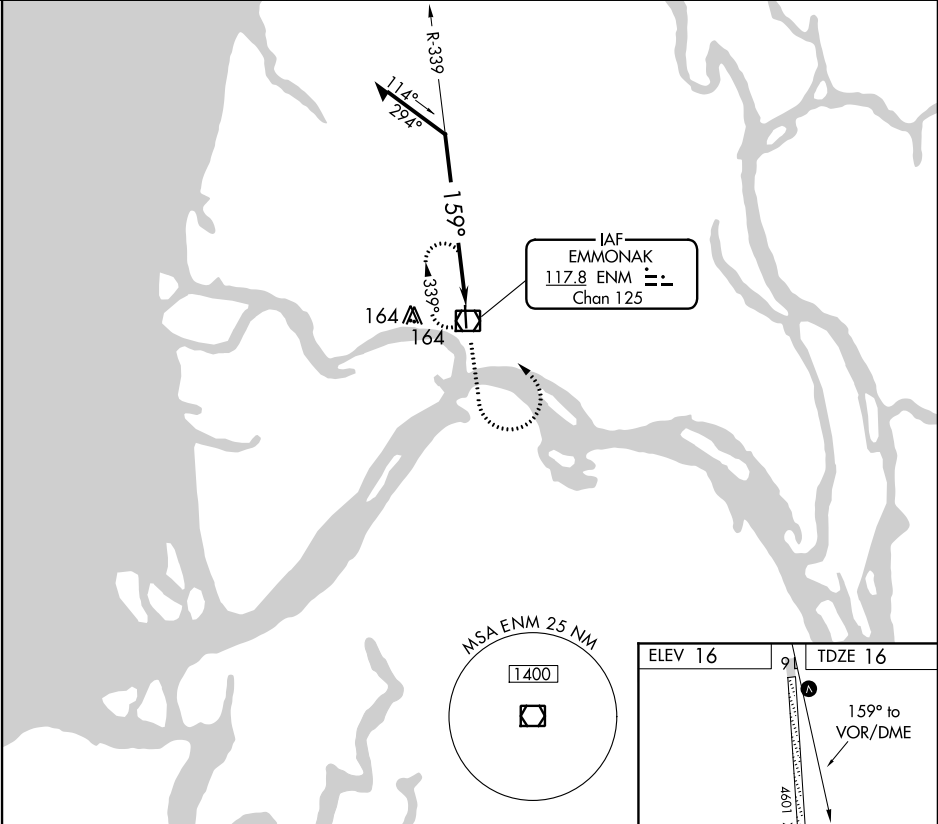 R-339
114°
294°
159°
339°
164
164
IAF
EMMONAK
117.8 ENM
Chan 125
MSA ENM 25 NM
1400
ELEV 16
TDZE 16
16
159° to
VOR/DME
4601